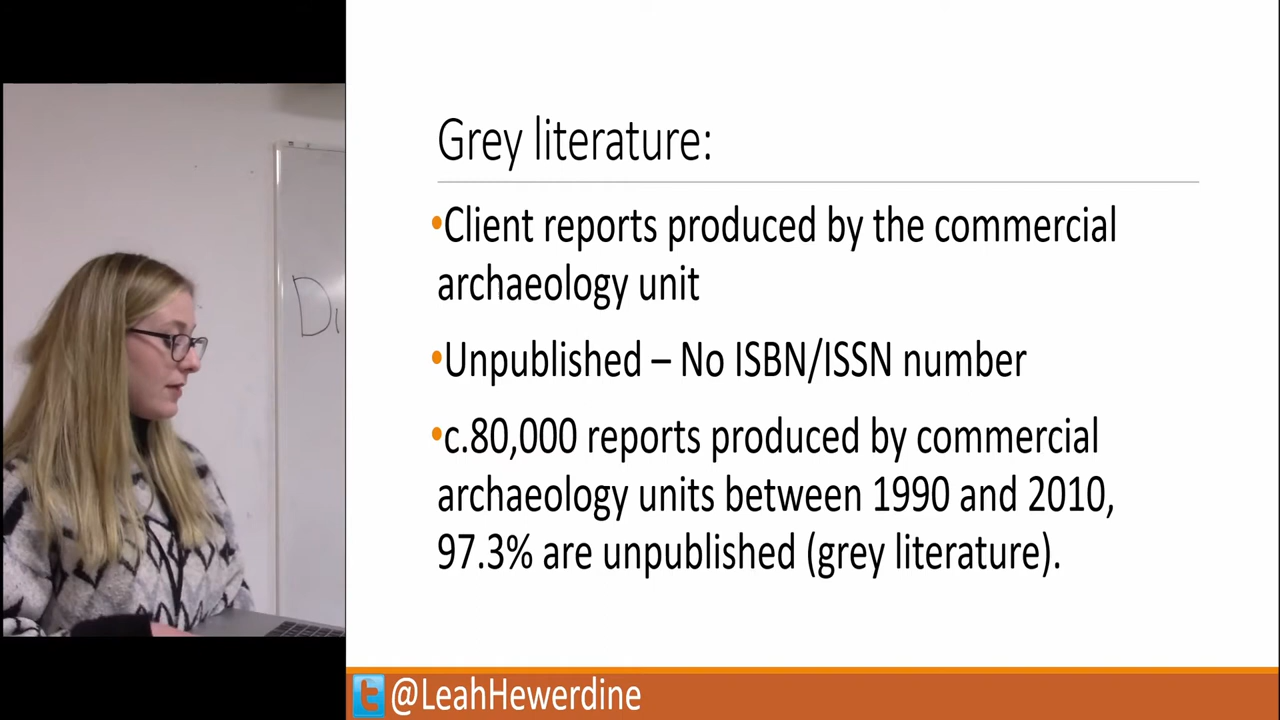 Grey literature:
•Client reports produced by the commercial
archaeology unit
•Unpublished – No ISBN/ISSN number
•c.80,000 reports produced by commercial
archaeology units between 1990 and 2010,
97.3% are unpublished (grey literature).
@LeahHewerdine